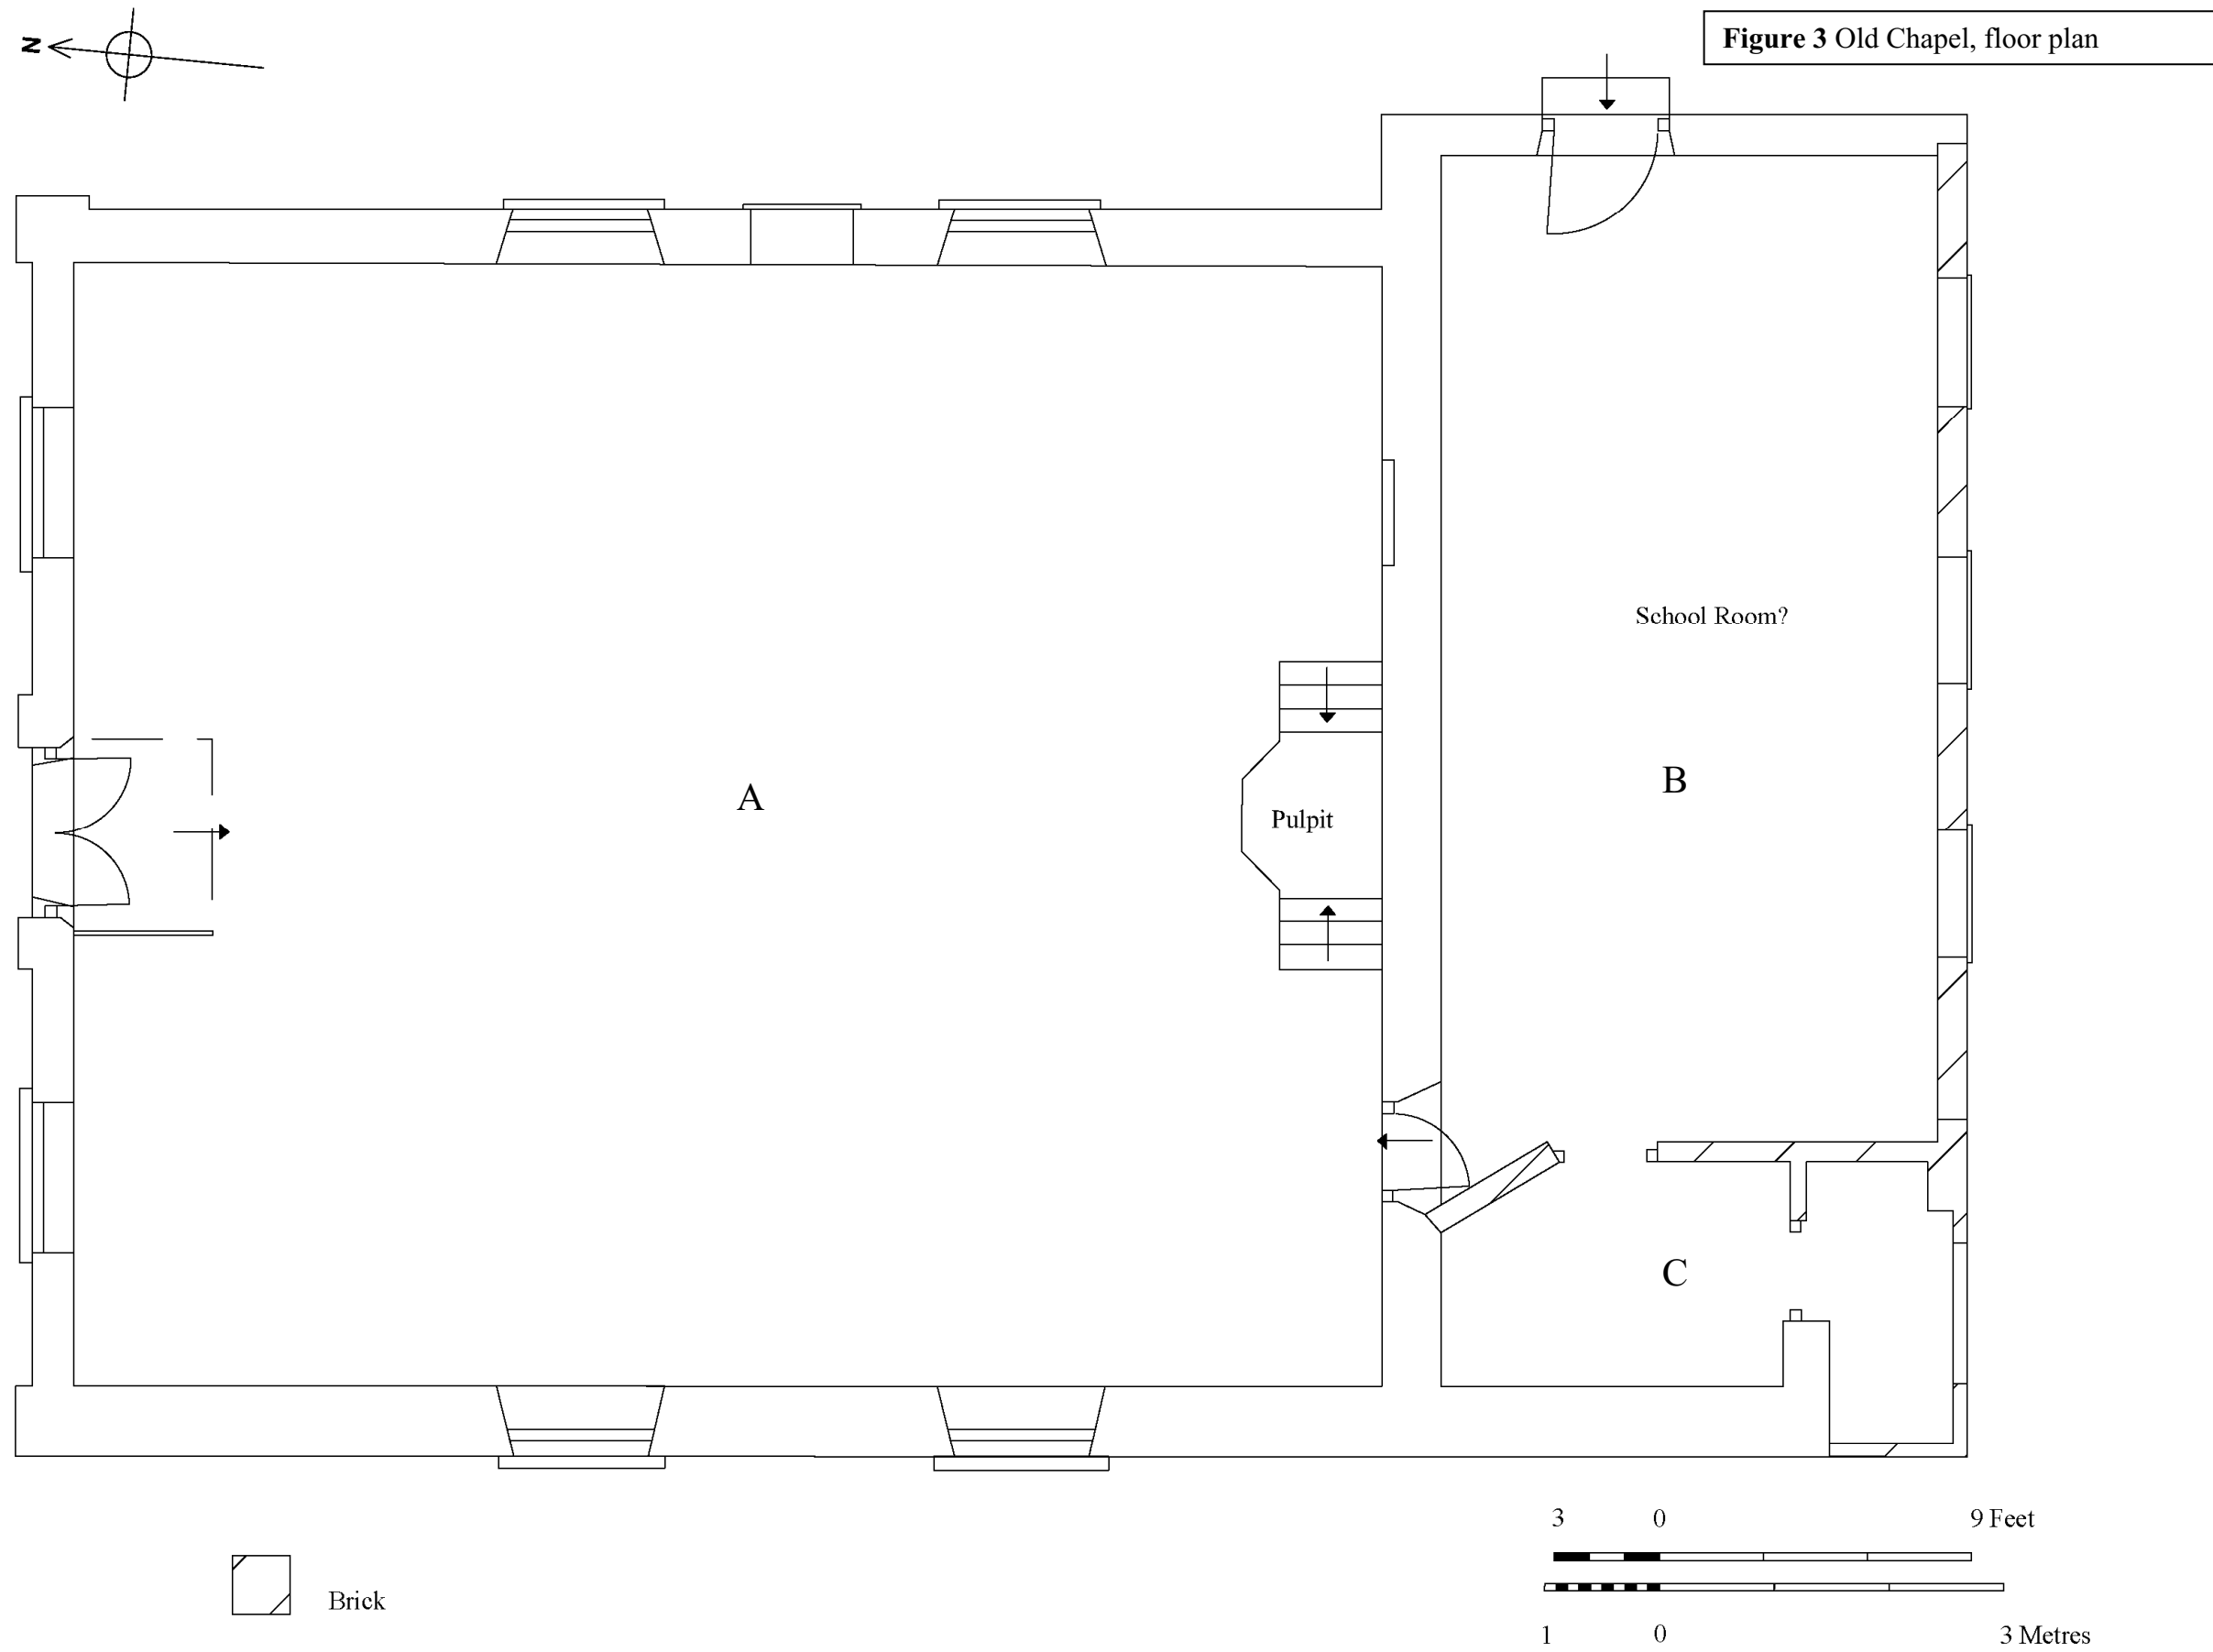 N
Figure 3 Old Chapel, floor plan
School Room?
A
B
Pulpit
C
3 0 9 Feet
Brick
1 0 3 Metres